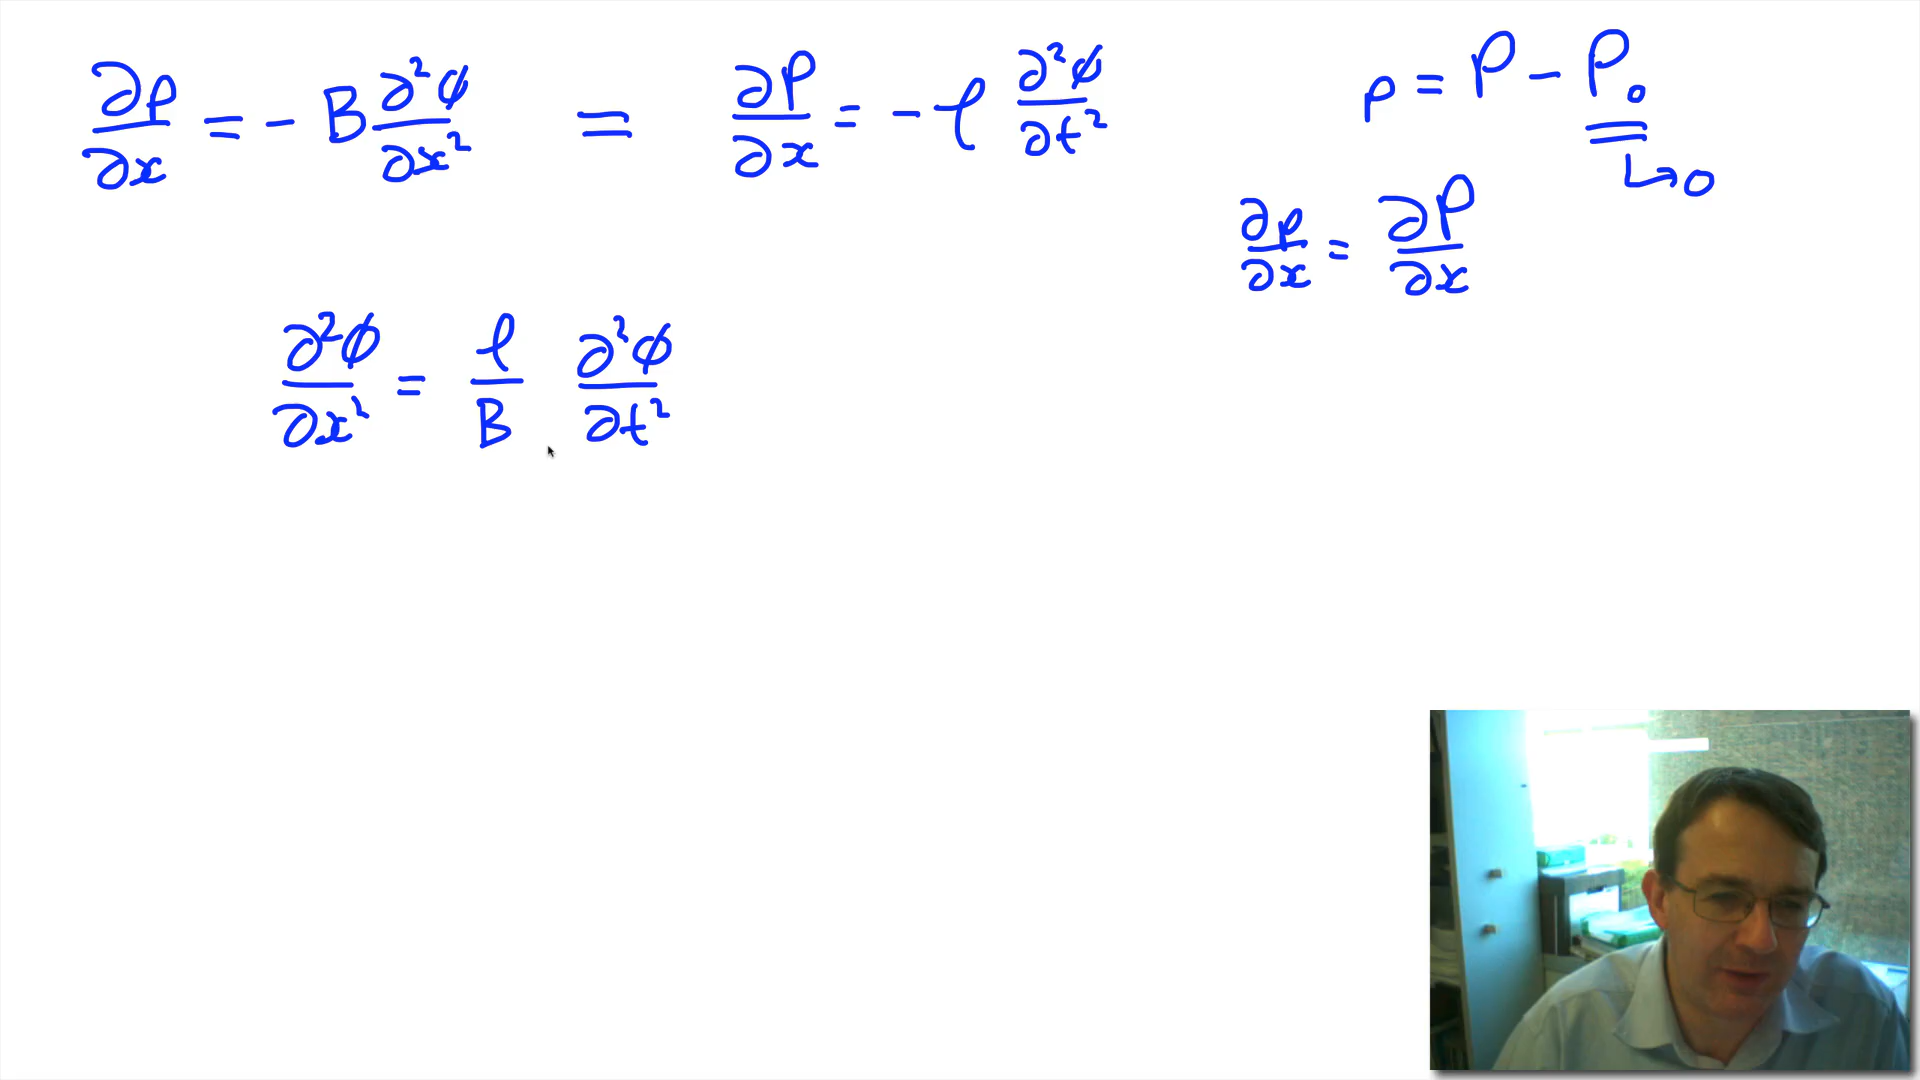 ∂p/∂x = - B ∂²φ/∂x² = ∂P/∂x = - ρ ∂²φ/∂t²
p = P - P₀
↳ 0
∂p/∂x = ∂P/∂x
∂²φ/∂x² = ρ/B ∂²φ/∂t²